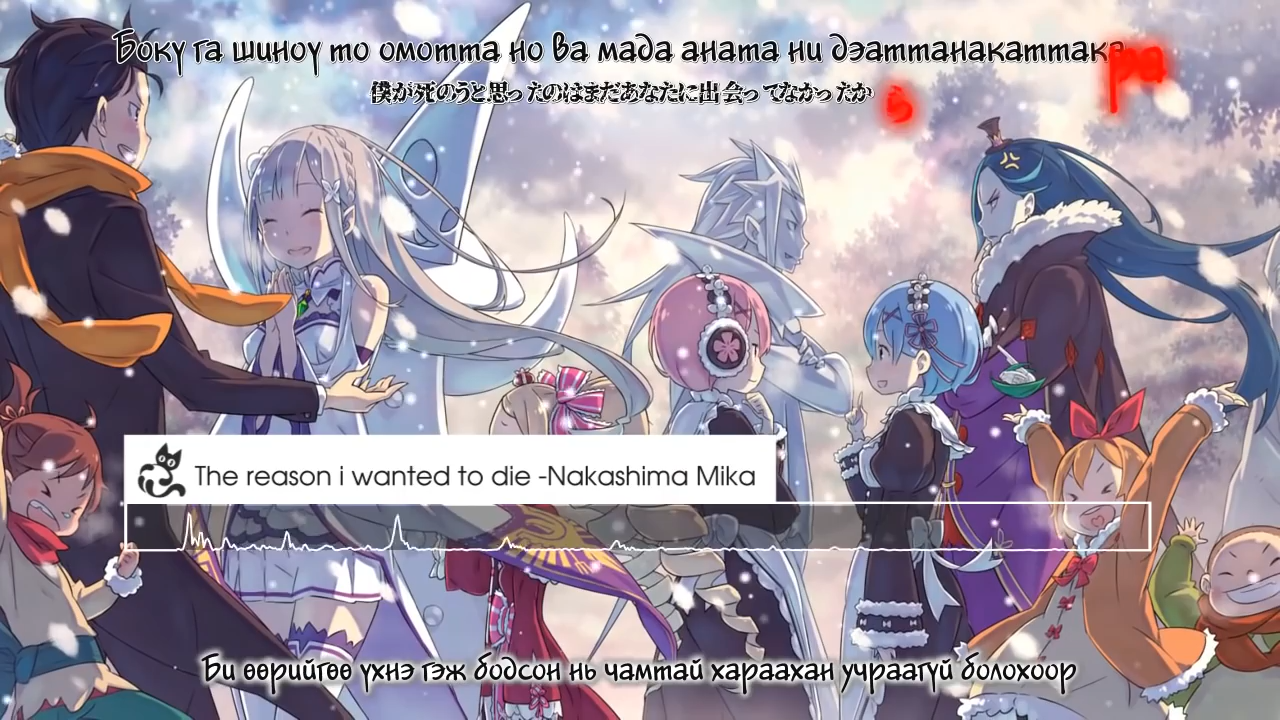 Боку га шиноу то омотта но ва мада аната ни дэаттанакаттакара
僕が死のうと思ったのはまだあなたに出会ってなかったから
The reason i wanted to die -Nakashima Mika
Би өөрийгөө үхнэ гэж бодсон нь чамтай хараахан учраагүй болохоор